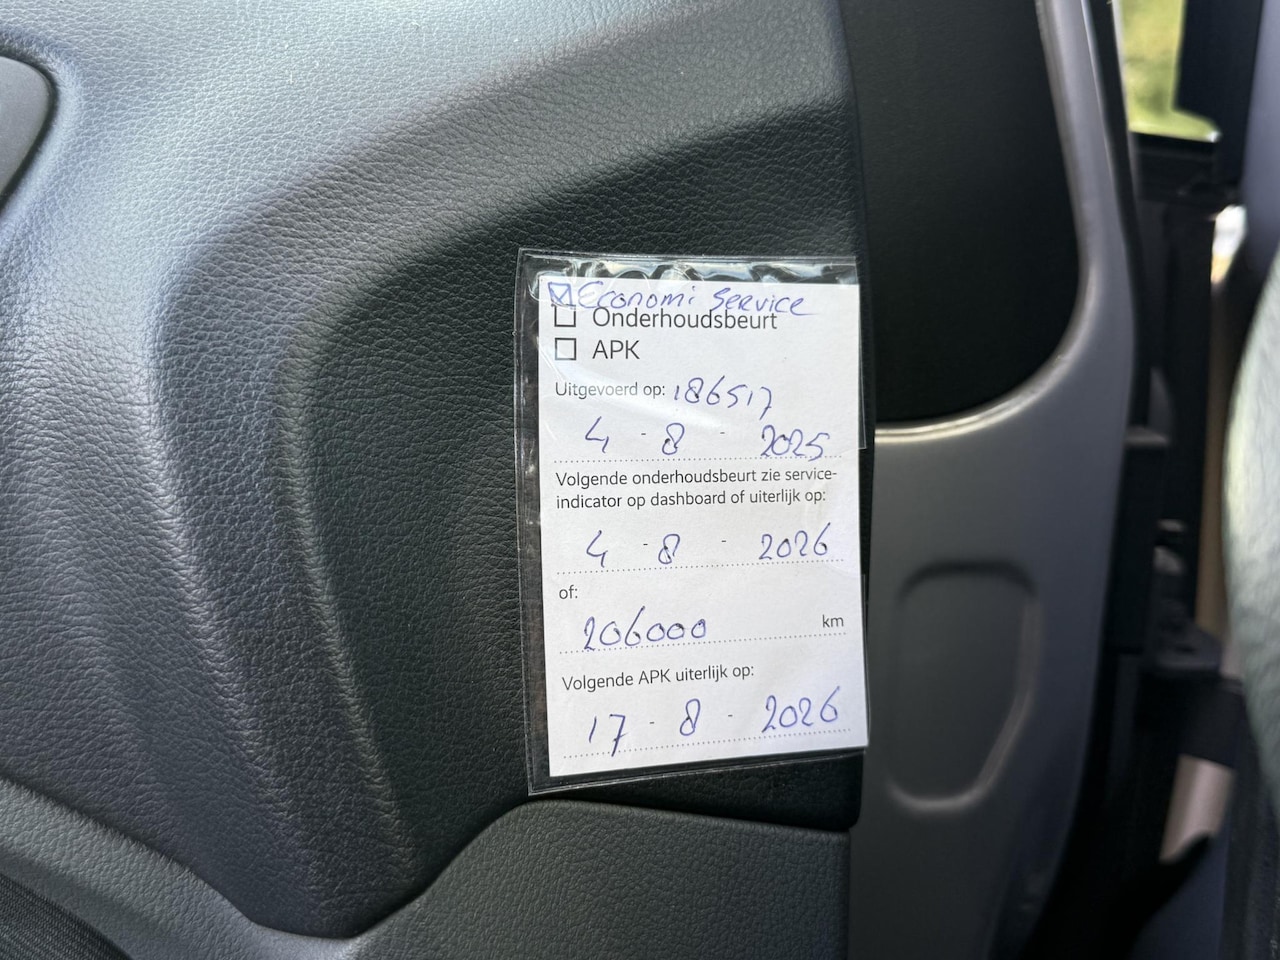 Economi Service
Onderhoudsbeurt
APK
Uitgevoerd op: 186517
4 - 8 - 2025
Volgende onderhoudsbeurt zie service-
indicator op dashboard of uiterlijk op:
4 - 8 - 2026
of:
206000 km
Volgende APK uiterlijk op:
17 - 8 - 2026